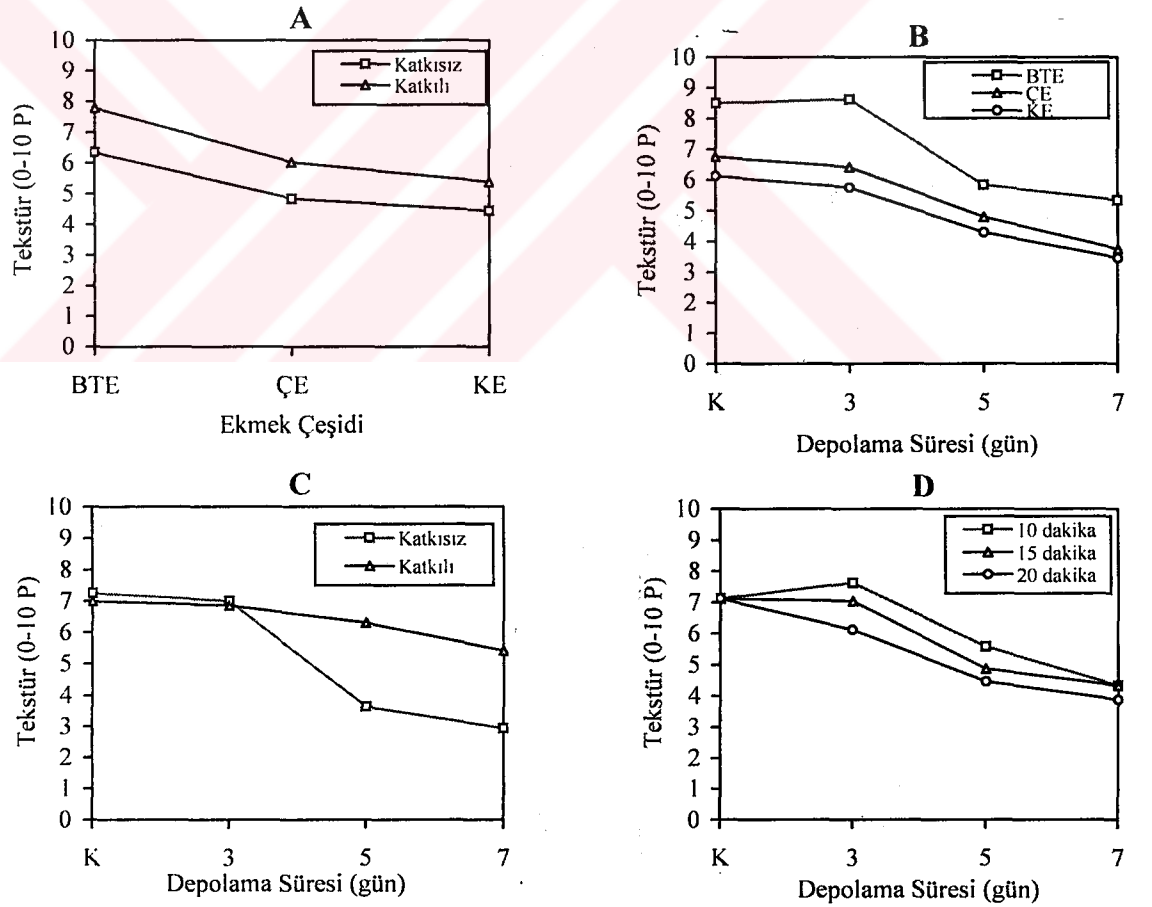 A
Tekstür (0-10 P)
10
9
8
7
6
5
4
3
2
1
0
Katkısız
Katkılı
BTE ÇE KE
Ekmek Çeşidi
B
Tekstür (0-10 P)
10
9
8
7
6
5
4
3
2
1
0
BTE
ÇE
KE
K 3 5 7
Depolama Süresi (gün)
C
Tekstür (0-10 P)
10
9
8
7
6
5
4
3
2
1
0
Katkısız
Katkılı
K 3 5 7
Depolama Süresi (gün)
D
Tekstür (0-10 P)
10
9
8
7
6
5
4
3
2
1
0
10 dakika
15 dakika
20 dakika
K 3 5 7
Depolama Süresi (gün)